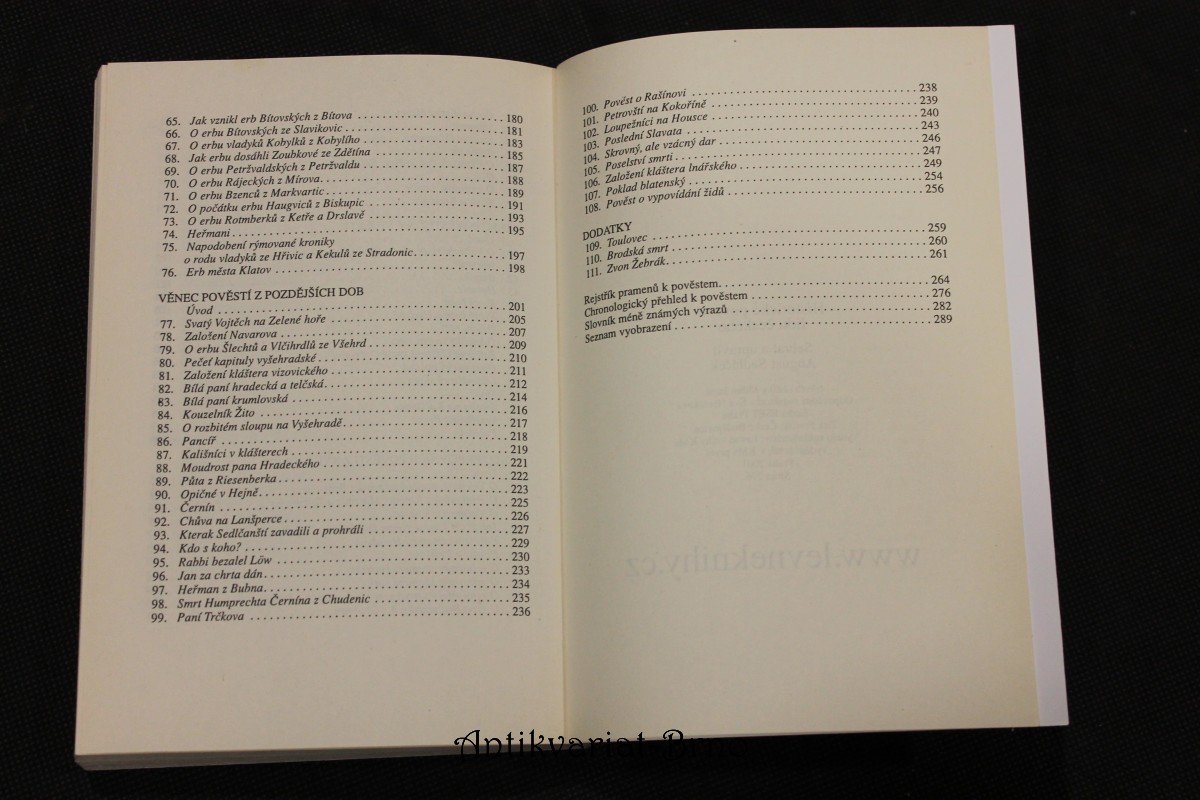 65. Jak vznikl erb Bítovských z Bítova . . . . . . . . . . . . . . . . . . . . 180
66. O erbu Bítovských ze Slavikovic . . . . . . . . . . . . . . . . . . . . 181
67. O erbu vladyků Kobylků z Kobylího . . . . . . . . . . . . . . . . . . . . 183
68. Jak erbu dosáhli Zoubkové ze Zdětína . . . . . . . . . . . . . . . . . . . . 185
69. O erbu Petržvaldských z Petržvaldu . . . . . . . . . . . . . . . . . . . . 187
70. O erbu Rájeckých z Mírova . . . . . . . . . . . . . . . . . . . . 188
71. O erbu Bzenců z Markvartic . . . . . . . . . . . . . . . . . . . . 189
72. O počátku erbu Haugviců z Biskupic . . . . . . . . . . . . . . . . . . . . 191
73. O erbu Rotmberků z Ketře a Drslavě . . . . . . . . . . . . . . . . . . . . 193
74. Heřmani . . . . . . . . . . . . . . . . . . . . 195
75. Napodobení rýmované kroniky
o rodu vladyků ze Hřivic a Kekulů ze Stradonic . . . . . . . . . . . . . . . 197
76. Erb města Klatov . . . . . . . . . . . . . . . . . . . . 198
VĚNEC POVĚSTÍ Z POZDĚJŠÍCH DOB
Úvod . . . . . . . . . . . . . . . . . . . . 201
77. Svatý Vojtěch na Zelené hoře . . . . . . . . . . . . . . . . . . . . 205
78. Založení Navarova . . . . . . . . . . . . . . . . . . . . 207
79. O erbu Šlechtů a Vlčihrdlů ze Všehrd . . . . . . . . . . . . . . . . . . . . 209
80. Pečeť kapituly vyšehradské . . . . . . . . . . . . . . . . . . . . 210
81. Založení kláštera vizovického . . . . . . . . . . . . . . . . . . . . 211
82. Bílá paní hradecká a telčská . . . . . . . . . . . . . . . . . . . . 212
83. Bílá paní krumlovská . . . . . . . . . . . . . . . . . . . . 214
84. Kouzelník Žito . . . . . . . . . . . . . . . . . . . . 216
85. O rozbitém sloupu na Vyšehradě . . . . . . . . . . . . . . . . . . . . 217
86. Pancíř . . . . . . . . . . . . . . . . . . . . 218
87. Kališníci v klášterech . . . . . . . . . . . . . . . . . . . . 219
88. Moudrost pana Hradeckého . . . . . . . . . . . . . . . . . . . . 221
89. Půta z Riesenberka . . . . . . . . . . . . . . . . . . . . 222
90. Opičné v Hejně . . . . . . . . . . . . . . . . . . . . 223
91. Černín . . . . . . . . . . . . . . . . . . . . 225
92. Chůva na Lanšperce . . . . . . . . . . . . . . . . . . . . 226
93. Kterak Sedlčanští zavadili a prohráli . . . . . . . . . . . . . . . . . . . . 227
94. Kdo s koho? . . . . . . . . . . . . . . . . . . . . 229
95. Rabbi bezalel Löw . . . . . . . . . . . . . . . . . . . . 230
96. Jan za chrta dán . . . . . . . . . . . . . . . . . . . . 233
97. Heřman z Bubna . . . . . . . . . . . . . . . . . . . . 234
98. Smrt Humprechta Černína z Chudenic . . . . . . . . . . . . . . . . . . . . 235
99. Paní Trčkova . . . . . . . . . . . . . . . . . . . . 236
100. Pověst o Rašínovi . . . . . . . . . . . . . . . . . . . . 238
101. Petrovští na Kokoříně . . . . . . . . . . . . . . . . . . . . 239
102. Loupežníci na Housce . . . . . . . . . . . . . . . . . . . . 240
103. Poslední Slavata . . . . . . . . . . . . . . . . . . . . 243
104. Skrovný, ale vzácný dar . . . . . . . . . . . . . . . . . . . . 246
105. Poselství smrti . . . . . . . . . . . . . . . . . . . . 247
106. Založení kláštera lnářského . . . . . . . . . . . . . . . . . . . . 249
107. Poklad blatenský . . . . . . . . . . . . . . . . . . . . 254
108. Pověst o vypovídání židů . . . . . . . . . . . . . . . . . . . . 256
DODATKY
109. Toulovec . . . . . . . . . . . . . . . . . . . . 259
110. Brodská smrt . . . . . . . . . . . . . . . . . . . . 260
111. Zvon Žebrák . . . . . . . . . . . . . . . . . . . . 261
Rejstřík pramenů k pověstem . . . . . . . . . . . . . . . . . . . . 264
Chronologický přehled k pověstem . . . . . . . . . . . . . . . . . . . . 276
Slovník méně známých výrazů . . . . . . . . . . . . . . . . . . . . 282
Seznam vyobrazení . . . . . . . . . . . . . . . . . . . . 289
www.levneknihy.cz
Antikvariat-Brno